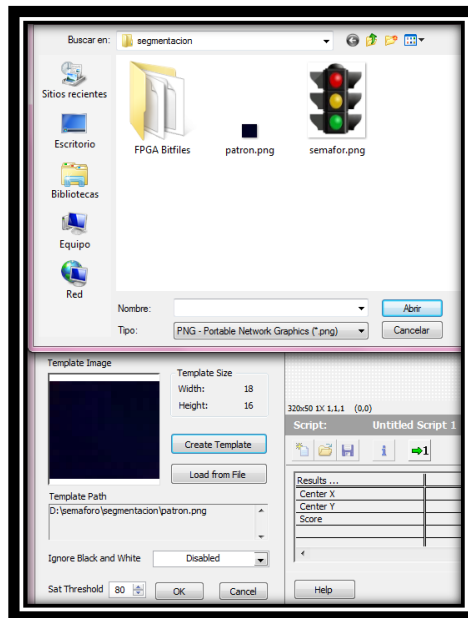 Buscar en: segmentacion
Sitios recientes
Escritorio
Bibliotecas
Equipo
Red
FPGA Bitfiles patron.png semafor.png
Nombre: Abrir
Tipo: PNG - Portable Network Graphics (*.png) Cancelar
Template Image
Template Size
Width: 18
Height: 16
Create Template
Load from File
Template Path
D:\semaforo\segmentacion\patron.png
Ignore Black and White Disabled
Sat Threshold 80 OK Cancel
320x50 1X 1,1,1 (0,0)
Script: Untitled Script 1
1
Results ...
Center X
Center Y
Score
Help